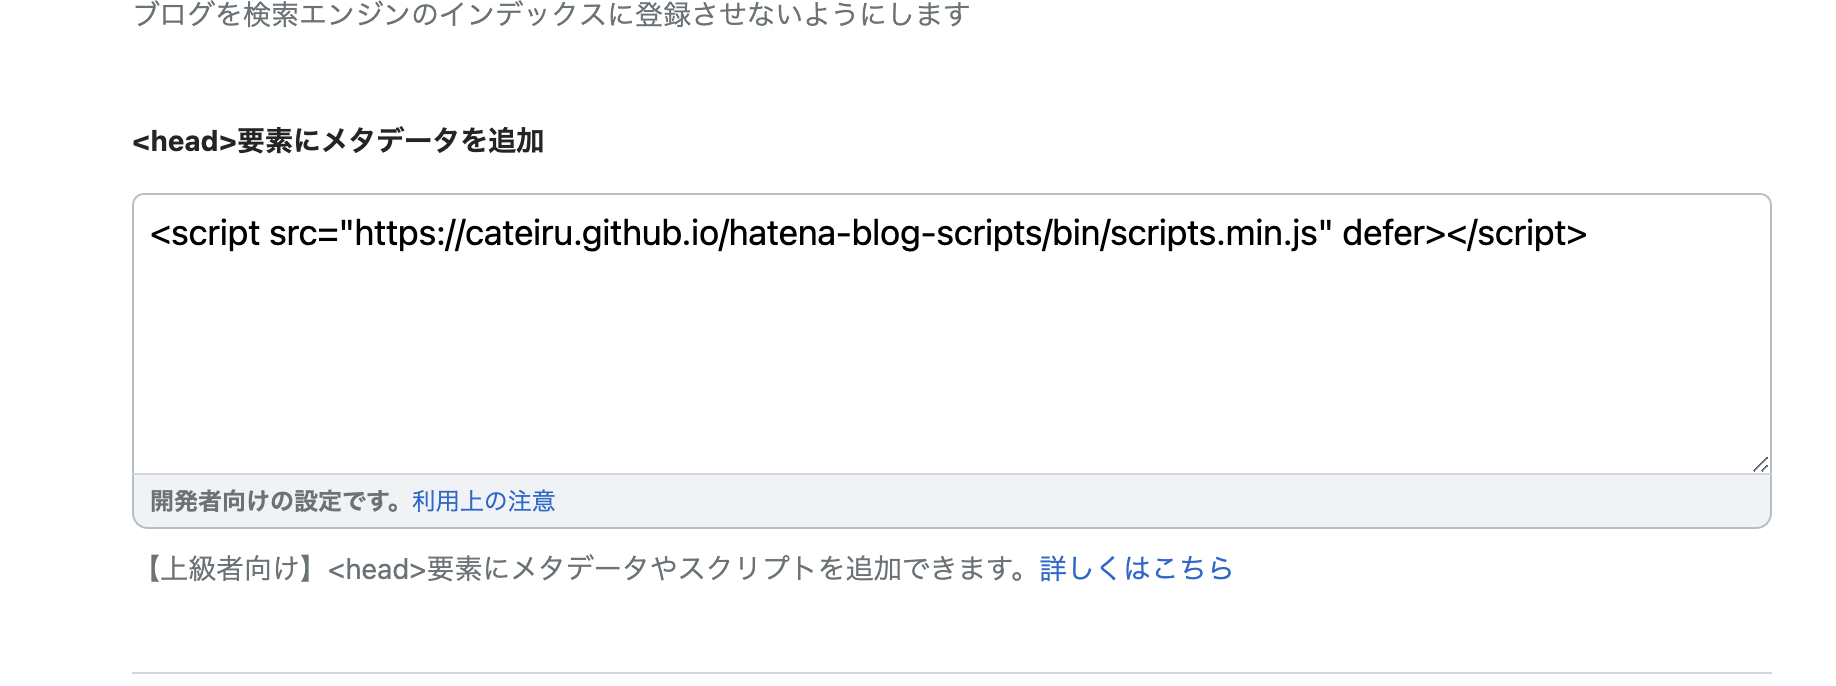 ブログを検索エンジンのインデックスに登録させないようにします
<head>要素にメタデータを追加
<script src="https://cateiru.github.io/hatena-blog-scripts/bin/scripts.min.js" defer></script>
開発者向けの設定です。利用上の注意
【上級者向け】<head>要素にメタデータやスクリプトを追加できます。詳しくはこちら